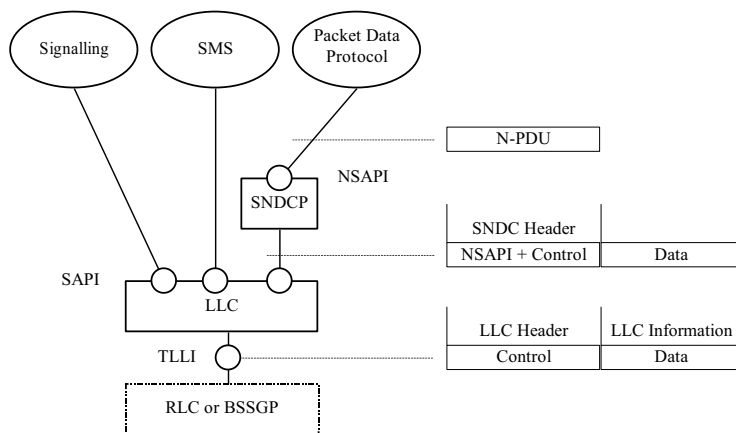 Signalling
SMS
Packet Data
Protocol
N-PDU
NSAPI
SNDCP
SNDC Header
NSAPI + Control
Data
SAPI
LLC
LLC Header
LLC Information
TLLI
Control
Data
RLC or BSSGP